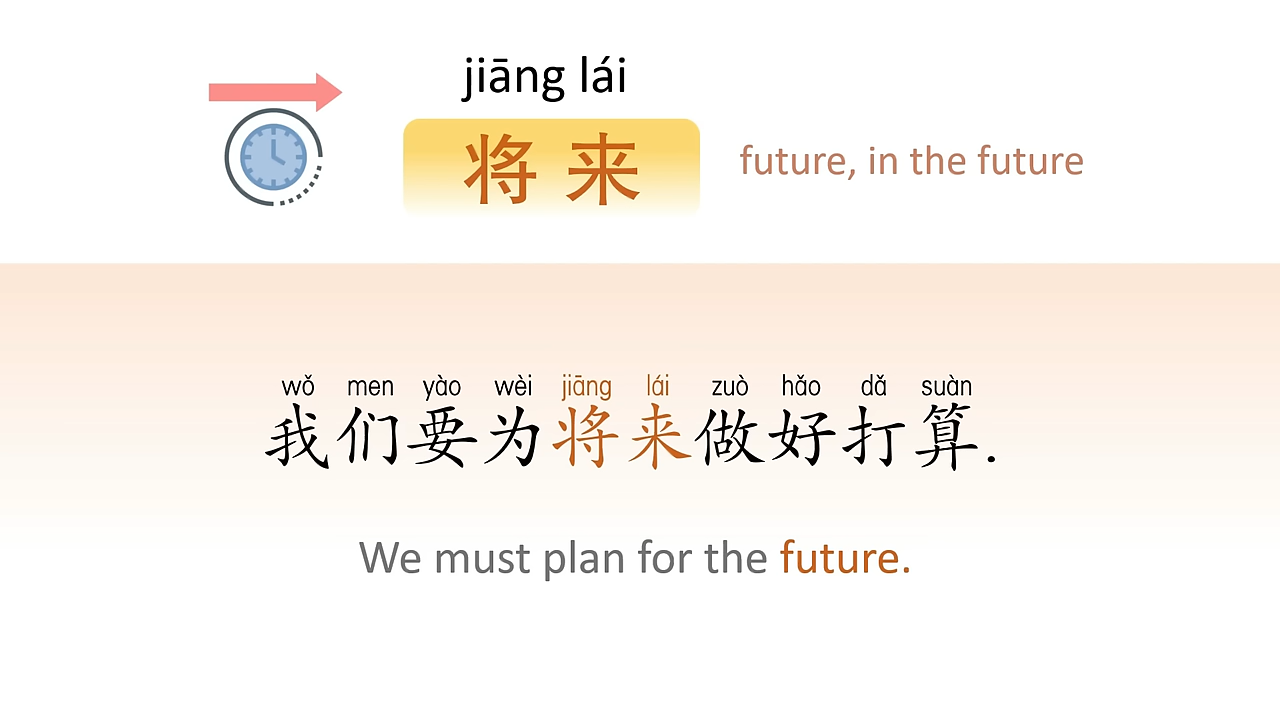 jiāng lái
将来
future, in the future
wǒ men yào wèi jiāng lái zuò hǎo dǎ suàn
我们要为将来做好打算.
We must plan for the future.